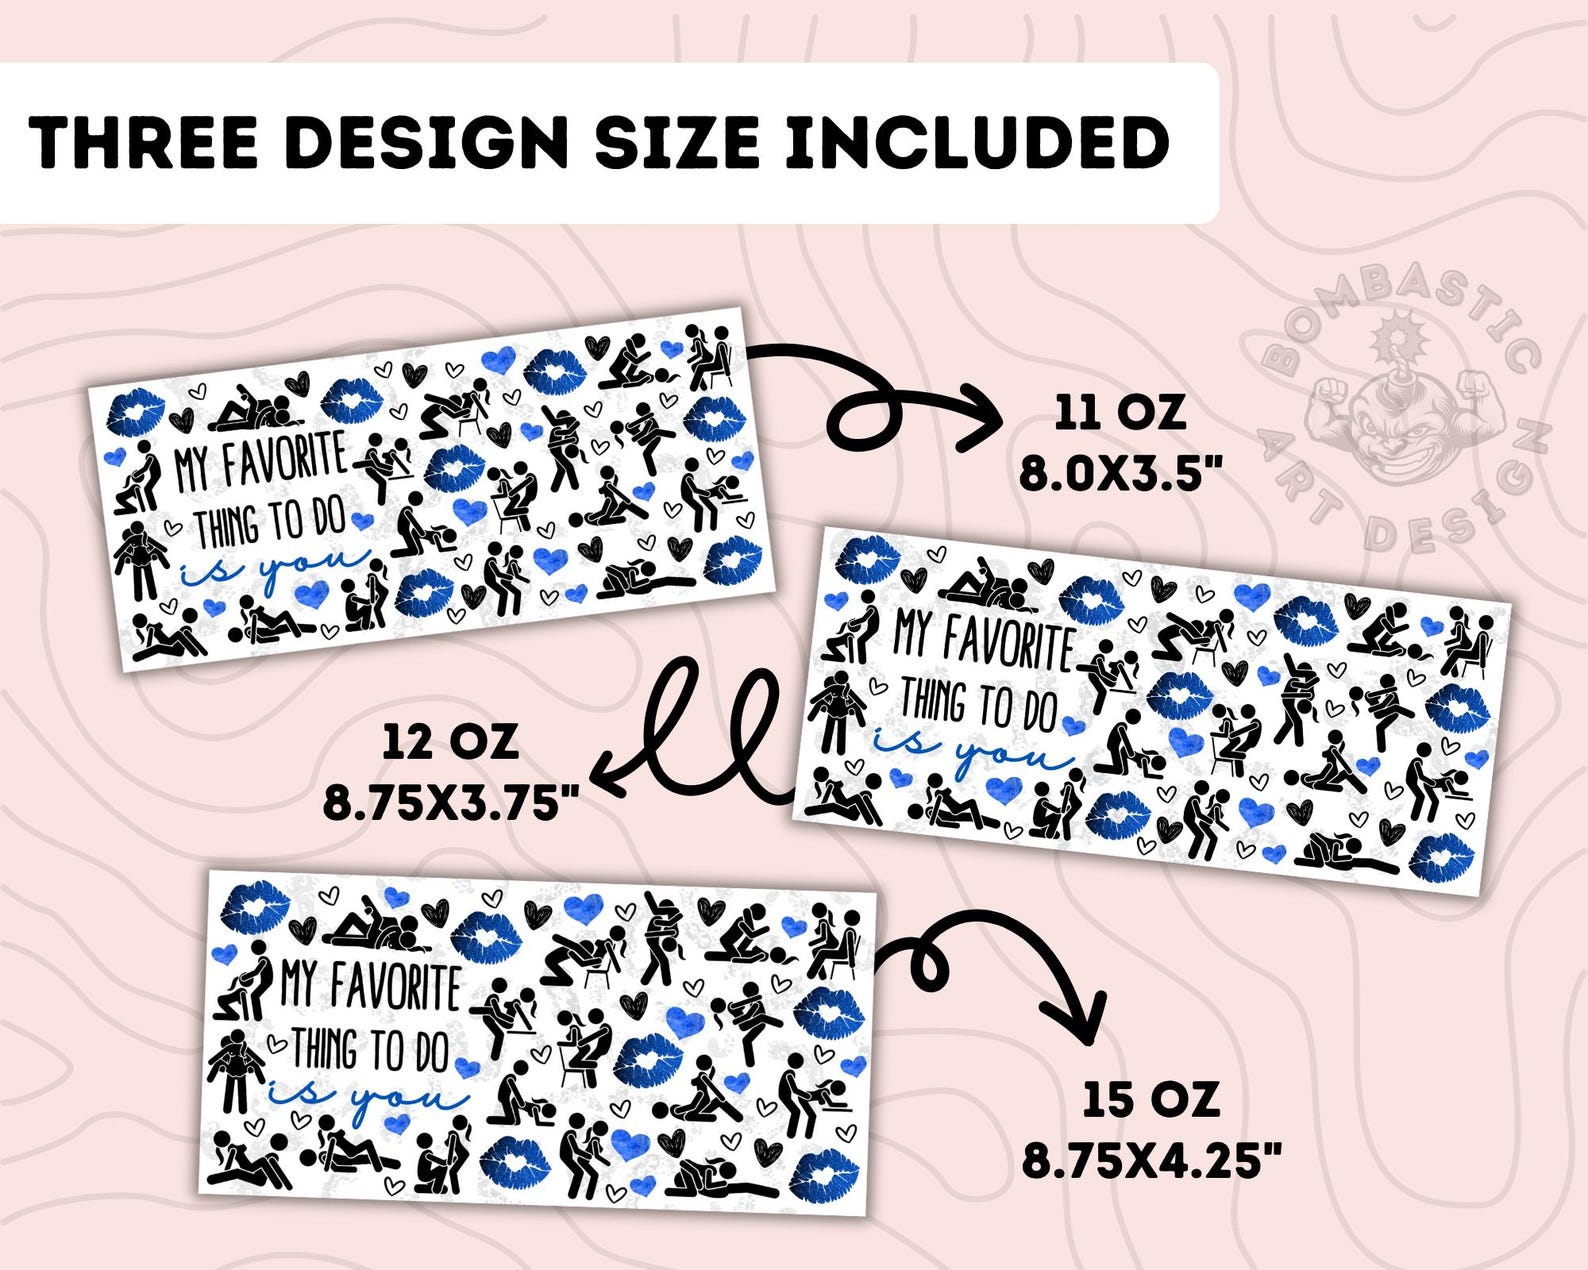 THREE DESIGN SIZE INCLUDED
BOMBASTIC
ART DESIGN
MY FAVORITE
THING TO DO
is you
11 OZ
8.0X3.5"
MY FAVORITE
THING TO DO
is you
12 OZ
8.75X3.75"
MY FAVORITE
THING TO DO
is you
15 OZ
8.75X4.25"